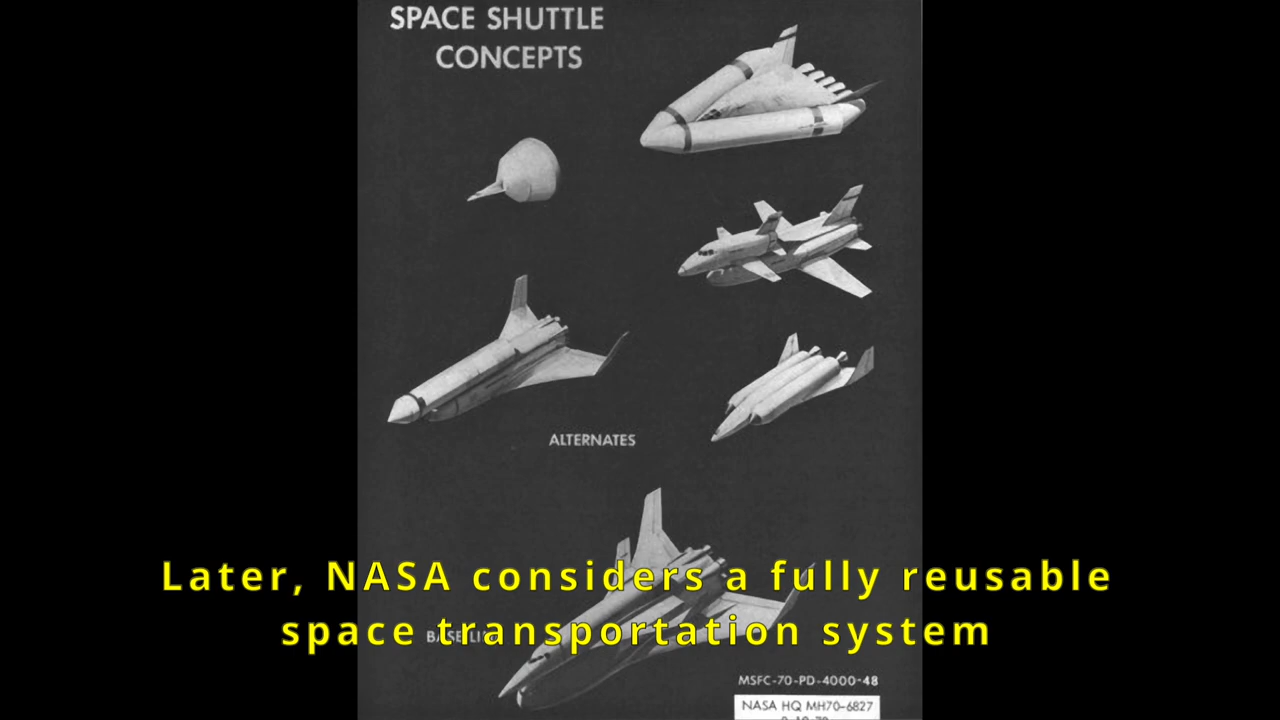 SPACE SHUTTLE
CONCEPTS
ALTERNATES
Later, NASA considers a fully reusable
space transportation system
BASELINE
MSFC-70-PD-4000-48
NASA HQ MH70-6827